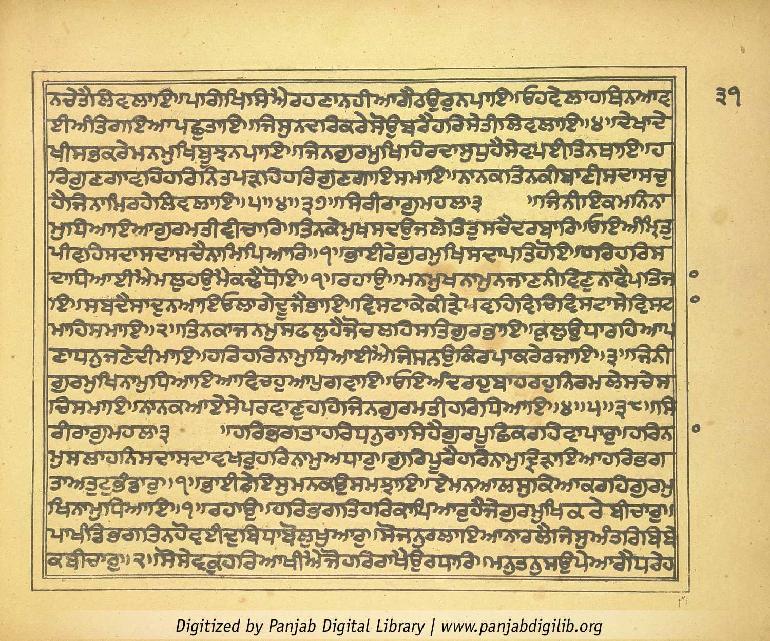 ਨਚੇਤੈਲਿਵਲਾਇ॥ਪਗਿਖਿਸਿਐਰਹਣਾਨਹੀਆਗੈਠਉਰੁਨਪਾਇ॥ਓਹਵੇਲਾਹਥਿਨਆਵ
ਈਅੰਤਿਗਇਆਪਛੁਤਾਇ॥ਜਿਸੁਨਦਰਿਕਰੇਸੋਉਬਰੈਹਰਿਸੇਤੀਲਿਵਲਾਇ॥੪॥ਦੇਖਾਦੇ
ਖੀਸਭਕਰੇਮਨਮੁਖਿਬੂਝਨਪਾਇ॥ਜਿਨਗੁਰਮੁਖਿਹਿਰਦਾਸੁਧੁਹੈਸੇਵਪਈਤਿਨਥਾਇ॥ਹ
ਰਿਗੁਣਗਾਵਹਿਹਰਿਨਿਤਪੜਹਿਹਰਿਗੁਣਗਾਇਸਮਾਇ॥ਨਾਨਕਤਿਨਕੀਬਾਣੀਸਦਾਸਚੁ
ਹੈਜਿਨਾਮਿਰਹੇਲਿਵਲਾਇ॥੫॥੪॥੩੭॥ਸਿਰੀਰਾਗੁਮਹਲਾ੩ ॥ਜਿਨੀਇਕਮਨਿਨਾ
ਮੁਧਿਆਇਆਗੁਰਮਤੀਵੀਚਾਰਿ॥ਤਿਨਕੇਮੁਖਸਦਉਜਲੇਤਿਤੁਸਚੈਦਰਬਾਰਿ॥ਓਇਅੰਮ੍ਰਿਤੁ
ਪੀਵਹਿਸਦਾਸਦਾਸਚੈਨਾਮਿਪਿਆਰਿ॥੧॥ਭਾਈਰੇਗੁਰਮੁਖਿਸਦਾਪਤਿਹੋਇ॥ਹਰਿਹਰਿਸ
ਦਾਧਿਆਈਐਮਲੁਹਉਮੈਕਢੈਧੋਇ॥੧॥ਰਹਾਉ॥ਮਨਮੁਖਨਾਮੁਨਜਾਣਨੀਵਿਣੁਨਾਵੈਪਤਿਜ
ਾਇ॥ਸਬਦੈਸਾਦੁਨਆਇਓਲਾਗੇਦੂਜੈਭਾਇ॥ਵਿਸਟਾਕੇਕੀੜੇਪਵਹਿਵਿਚਿਵਿਸਟਾਸੇਵਿਸਟਾ
ਮਾਹਿਸਮਾਇ॥੨॥ਤਿਨਕਾਜਨਮੁਸਫਲੁਹੈਜੋਚਲਹਿਸਤਿਗੁਰਭਾਇ॥ਕੁਲੁਉਧਾਰਹਿਆਪ
ਣਾਧਨੁਜਣੇਦੀਮਾਇ॥ਹਰਿਹਰਿਨਾਮੁਧਿਆਈਐਜਿਸਨਉਕਿਰਪਾਕਰੇਰਜਾਇ॥੩॥ਜਿਨੀ
ਗੁਰਮੁਖਿਨਾਮੁਧਿਆਇਆਵਿਚਹੁਆਪੁਗਵਾਇ॥ਓਇਅੰਦਰਹੁਬਾਹਰਹੁਨਿਰਮਲੇਸਚੇਸ
ਚਿਸਮਾਇ॥ਨਾਨਕਆਏਸੇਪਰਵਾਣੁਹਹਿਜਿਨਗੁਰਮਤੀਹਰਿਧਿਆਇ॥੪॥੫॥੩੮॥ਸਿ
ਰੀਰਾਗੁਮਹਲਾ੩ ॥ਹਰਿਭਗਤਾਹਰਿਧਨੁਰਾਸਿਹੈਗੁਰਪੂਛਿਕਰਹਿਵਾਪਾਰੁ॥ਹਰਿਨਾ
ਮੁਸਲਾਹਨਿਸਦਾਸਦਾਵਖਰੁਹਰਿਨਾਮੁਅਧਾਰੁ॥ਗੁਰਿਪੂਰੈਹਰਿਨਾਮੁਦ੍ਰਿੜਾਇਆਹਰਿਭਗ
ਤਾਅਤੁਟੁਭੰਡਾਰੁ॥੧॥ਭਾਈਰੇਇਸੁਮਨਕਉਸਮਝਾਇ॥ਏਮਨਆਲਸੁਕਿਆਕਰਹਿਗੁਰਮੁ
ਖਿਨਾਮੁਧਿਆਇ॥੧॥ਰਹਾਉ॥ਹਰਿਭਗਤਿਹਰਿਕਾਪਿਆਰੁਹੈਜੇਗੁਰਮੁਖਿਕਰੇਬੀਚਾਰੁ॥
ਪਾਖੰਡਿਭਗਤਿਨਹੋਵਈਦੁਬਿਧਾਬੋਲੁਖੁਆਰੁ॥ਸੋਜਨੁਰਲਾਇਆਨਾਰਲੈਜਿਸੁਅੰਤਰਿਬਿਬੇ
ਕਬੀਚਾਰੁ॥੨॥ਸੋਸੇਵਕੁਹਰਿਆਖੀਐਜੋਹਰਿਰਾਖੈਉਰਧਾਰਿ॥ਮਨੁਤਨੁਸਉਪੇਆਗੈਧਰੇਹ
੩੧
Digitized by Panjab Digital Library | www.panjabdigilib.org